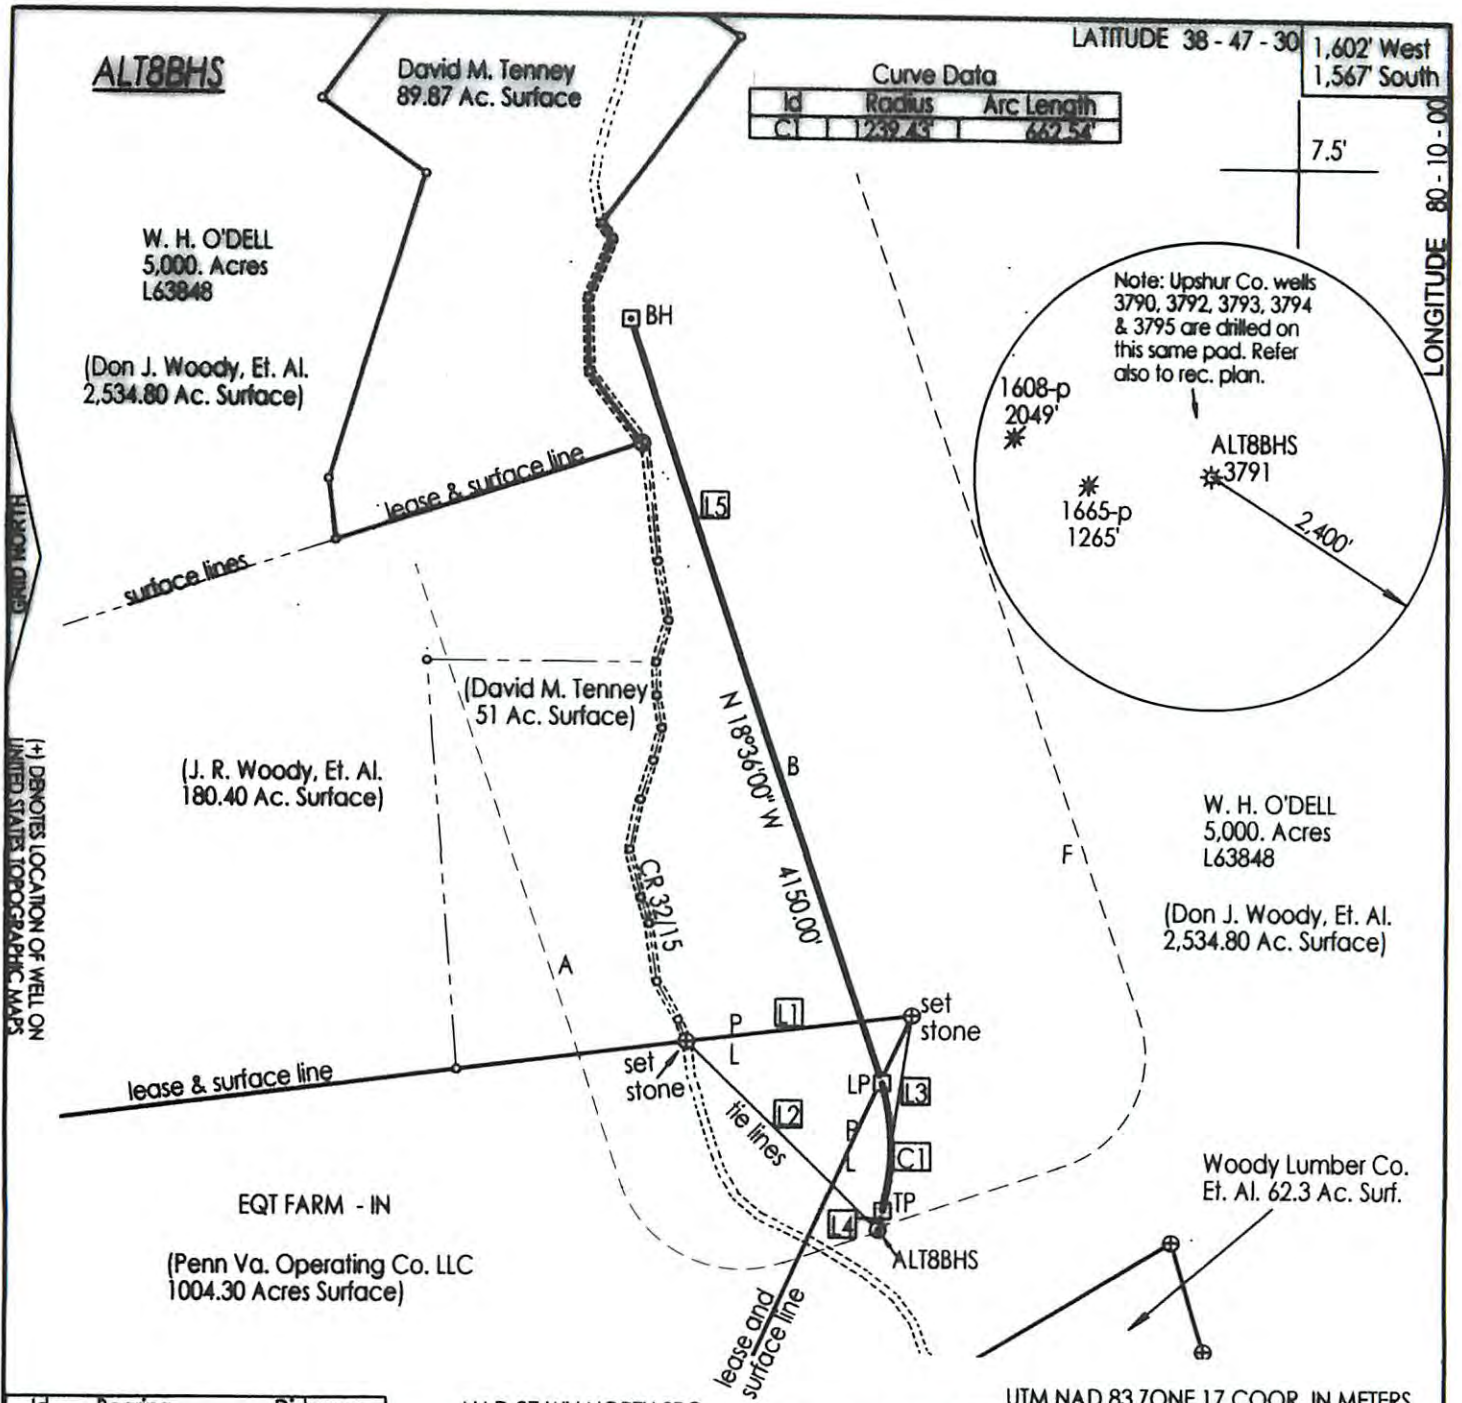 ALT8BHS
David M. Tenney
89.87 Ac. Surface
Curve Data
Id Radius Arc Length
C1 1239.43' 662.54'
LATITUDE 38 - 47 - 30
1,602' West
1,567' South
7.5'
LONGITUDE 80 - 10 - 00
W. H. O'DELL
5,000. Acres
L63848
(Don J. Woody, Et. Al.
2,534.80 Ac. Surface)
BH
Note: Upshur Co. wells
3790, 3792, 3793, 3794
& 3795 are drilled on
this same pad. Refer
also to rec. plan.
1608-p
2049'
ALT8BHS
3791
1665-p
1265'
2,400'
lease & surface line
L5
surface lines
GRID NORTH
(David M. Tenney
51 Ac. Surface)
N 18°36'00" W 4150.00'
B
(J. R. Woody, Et. Al.
180.40 Ac. Surface)
(+) DENOTES LOCATION OF WELL ON
UNITED STATES TOPOGRAPHIC MAPS
W. H. O'DELL
5,000. Acres
L63848
F
CR 32/15
(Don J. Woody, Et. Al.
2,534.80 Ac. Surface)
A
P
L
L1
set
stone
set
stone
lease & surface line
LP
L3
L2
tie lines
P
L
C1
TP
L4
ALT8BHS
Woody Lumber Co.
Et. Al. 62.3 Ac. Surf.
EQT FARM - IN
(Penn Va. Operating Co. LLC
1004.30 Acres Surface)
lease and
surface line
UTM NAD 83 ZONE 17 COOR. IN METERS